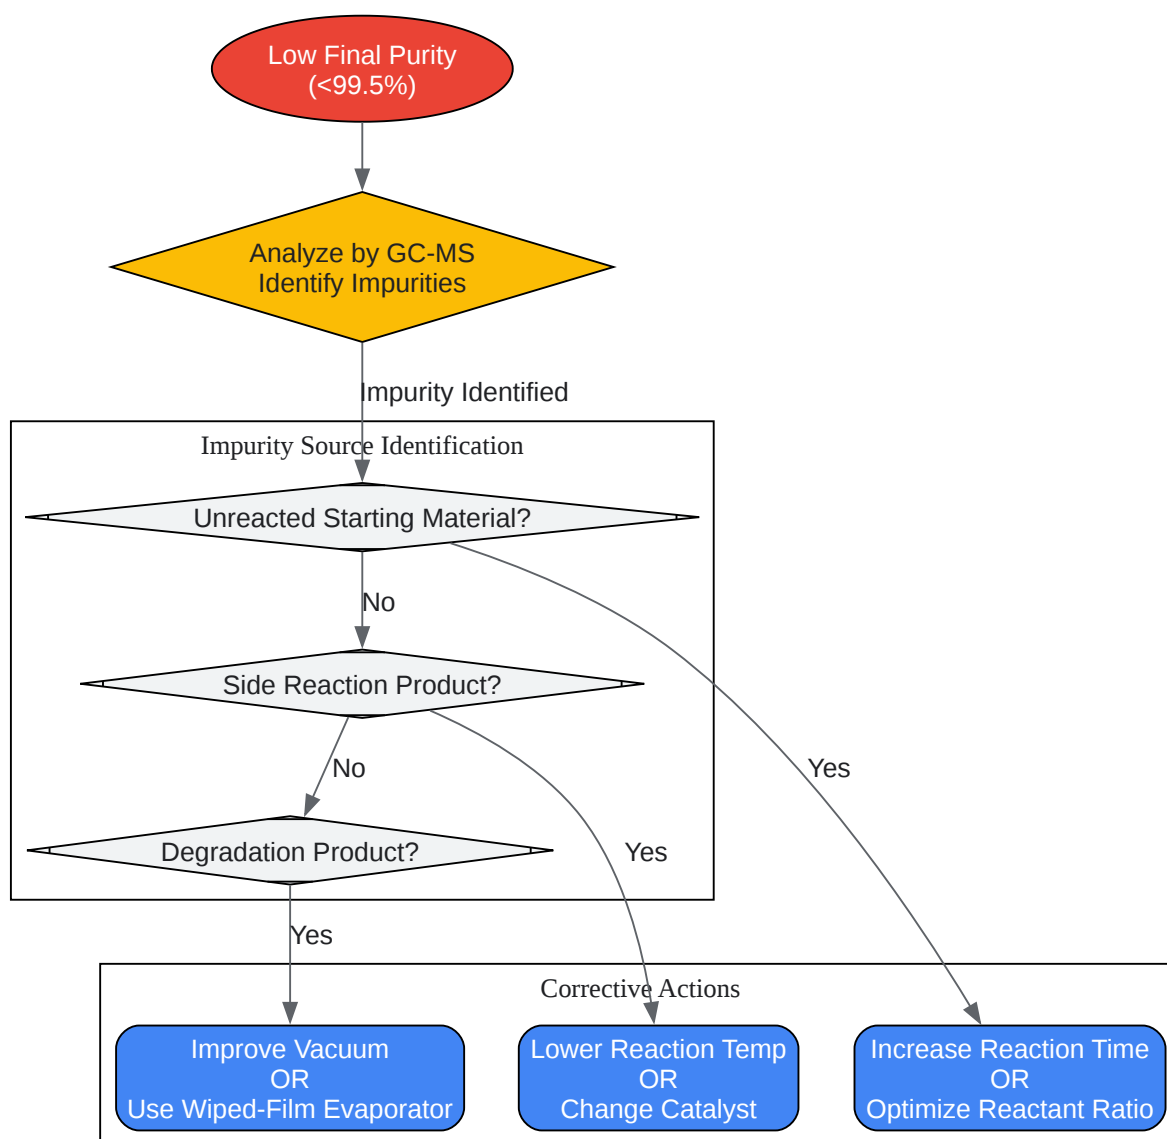 Low Final Purity
(<99.5%)
Analyze by GC-MS
Identify Impurities
Impurity Identified
Impurity Source Identification
Unreacted Starting Material?
No
Side Reaction Product?
No
Yes
Degradation Product?
Yes
Yes
Corrective Actions
Improve Vacuum
OR
Use Wiped-Film Evaporator
Lower Reaction Temp
OR
Change Catalyst
Increase Reaction Time
OR
Optimize Reactant Ratio